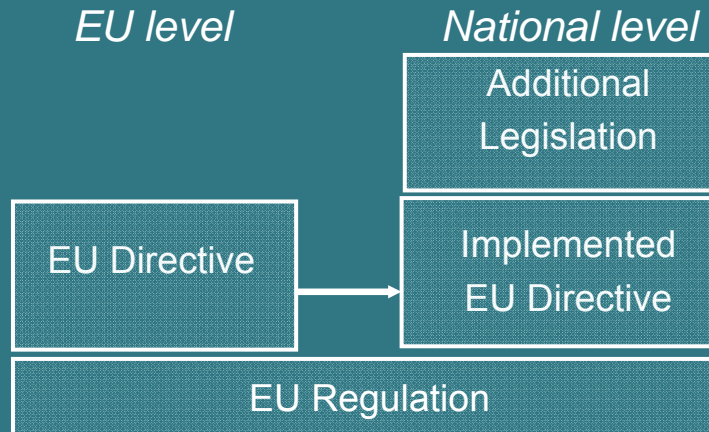 EU level
National level
Additional
Legislation
EU Directive
Implemented
EU Directive
EU Regulation